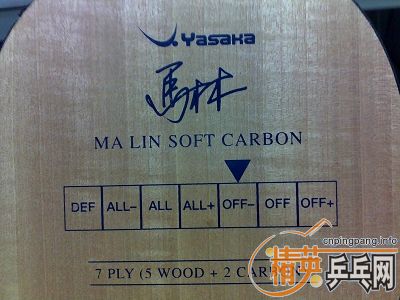 Yasaka
馬林
MA LIN SOFT CARBON
DEF ALL- ALL ALL+ OFF- OFF OFF+
cnpingpang.info
7 PLY (5 WOOD + 2 CARBON)
精英乒乓网